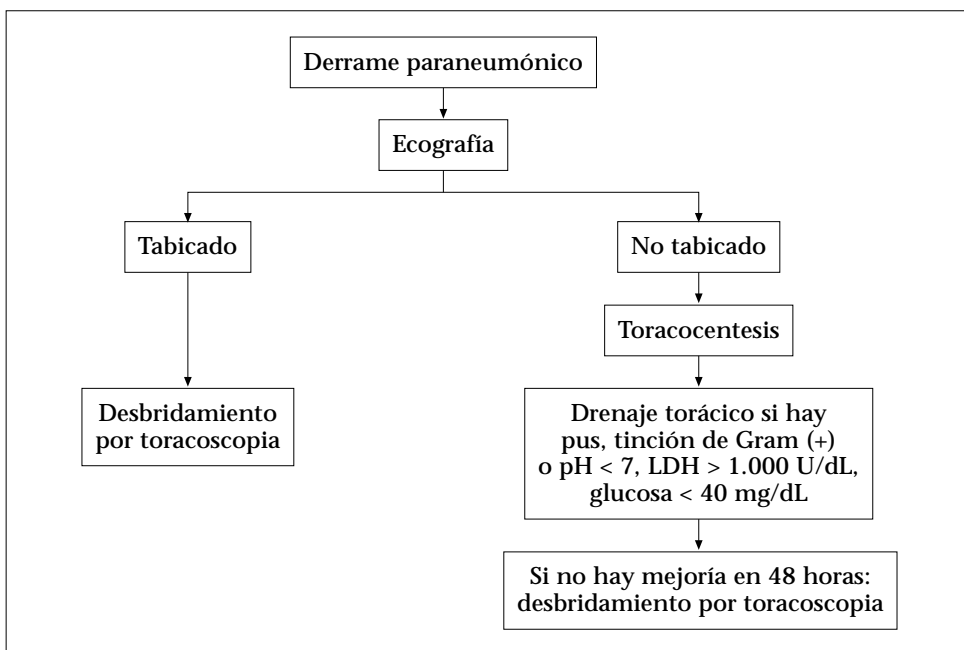 Derrame paraneumónico
Ecografía
Tabicado
No tabicado
Toracocentesis
Desbridamiento
por toracoscopia
Drenaje torácico si hay
pus, tinción de Gram (+)
o pH < 7, LDH > 1.000 U/dL,
glucosa < 40 mg/dL
Si no hay mejoría en 48 horas:
desbridamiento por toracoscopia